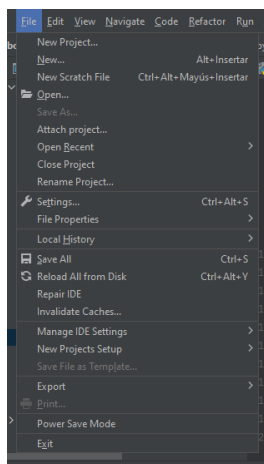 File Edit View Navigate Code Refactor Run
New Project...
New... Alt+Insertar
New Scratch File Ctrl+Alt+Mayús+Insertar
Open...
Save As...
Attach project...
Open Recent
Close Project
Rename Project...
Settings... Ctrl+Alt+S
File Properties
Local History
Save All Ctrl+S
Reload All from Disk Ctrl+Alt+Y
Repair IDE
Invalidate Caches...
Manage IDE Settings
New Projects Setup
Save File as Template...
Export
Print...
Power Save Mode
Exit